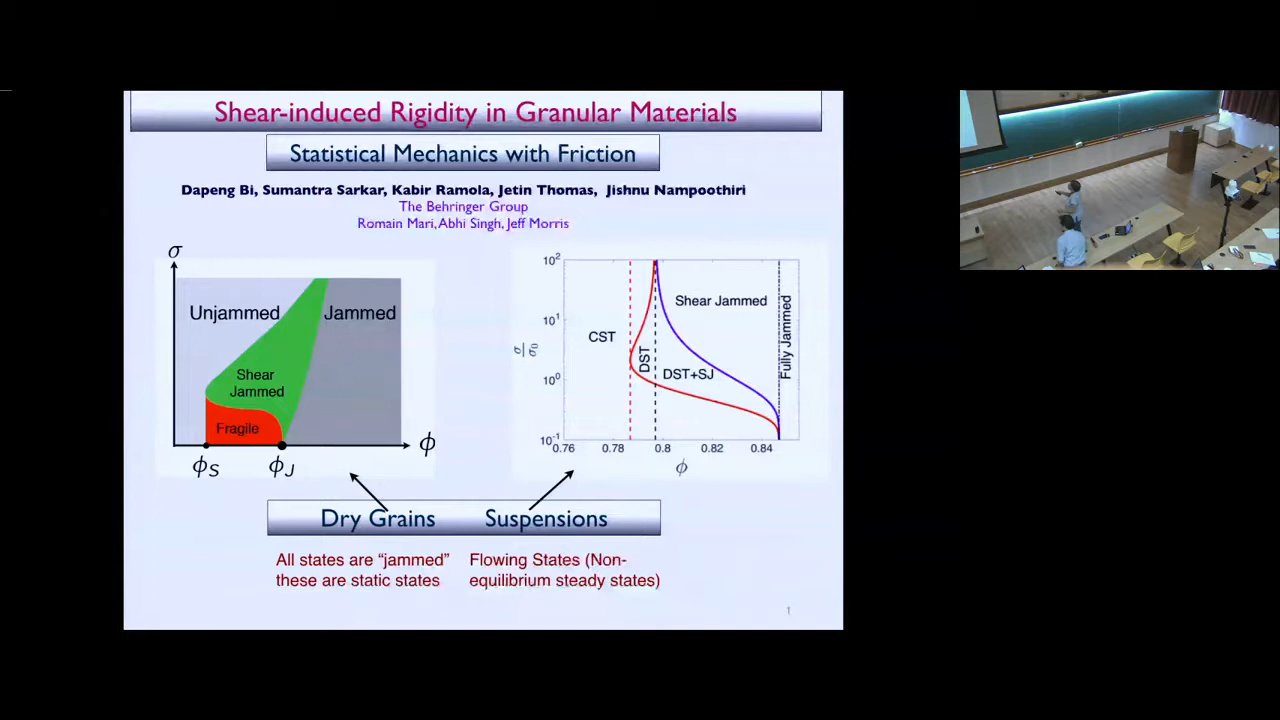 Shear-induced Rigidity in Granular Materials
Statistical Mechanics with Friction
Dapeng Bi, Sumantra Sarkar, Kabir Ramola, Jetin Thomas, Jishnu Nampoothiri
The Behringer Group
Romain Mari, Abhi Singh, Jeff Morris
σ
Unjammed
Jammed
Shear
Jammed
Fragile
ϕ
ϕS
ϕJ
10²
10¹
10⁰
10⁻¹
σ/σ₀
CST
DST
Shear Jammed
DST+SJ
Fully Jammed
0.76
0.78
0.8
0.82
0.84
ϕ
Dry Grains
Suspensions
All states are “jammed”
these are static states
Flowing States (Non-
equilibrium steady states)
1